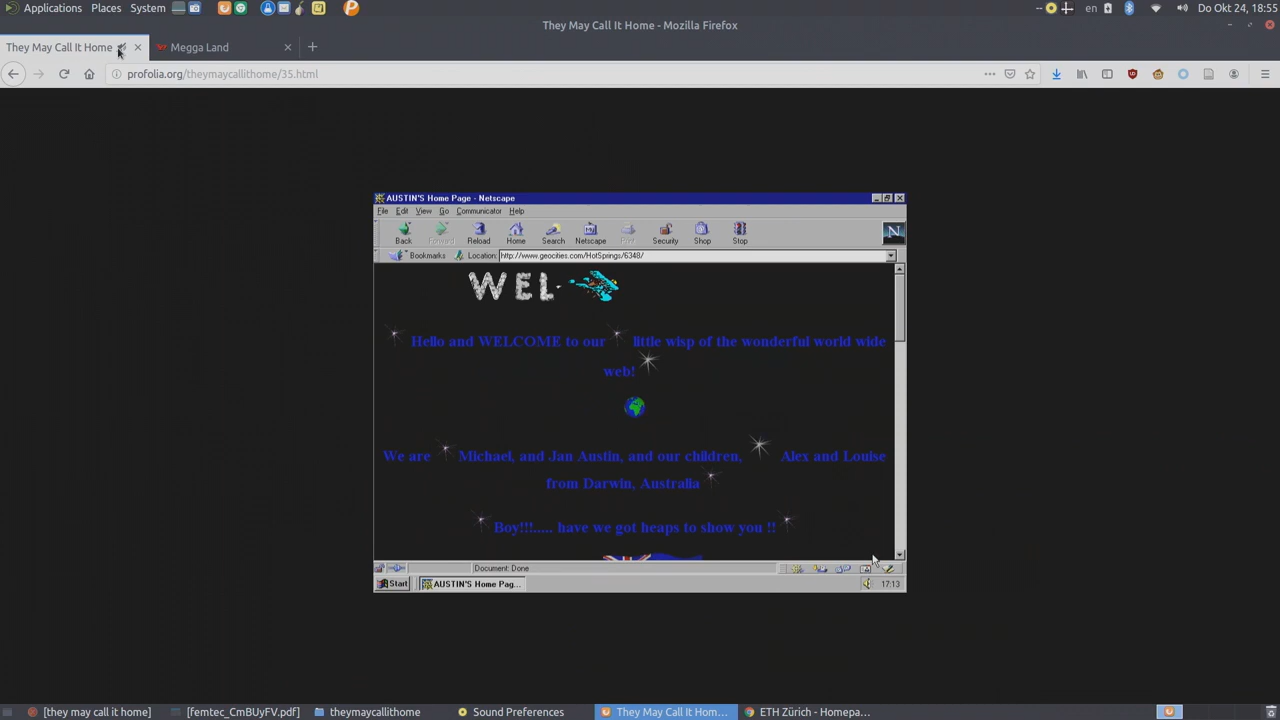 Applications Places System
en Do Okt 24, 18:55
They May Call It Home - Mozilla Firefox
They May Call It Home
Megga Land
profolia.org/theymaycallithome/35.html
AUSTIN'S Home Page - Netscape
File Edit View Go Communicator Help
Back Forward Reload Home Search Netscape Print Security Shop Stop
Bookmarks Location: http://www.geocities.com/HotSprings/6348/
N
WEL
Hello and WELCOME to our little wisp of the wonderful world wide
web!
We are Michael, and Jan Austin, and our children, Alex and Louise
from Darwin, Australia
Boy!!!..... have we got heaps to show you !!
Document: Done
Start AUSTIN'S Home Pag... 17:13
[they may call it home] [femtec_CmBUyFV.pdf] theymaycallithome Sound Preferences They May Call It Hom... ETH Zürich - Homepa...